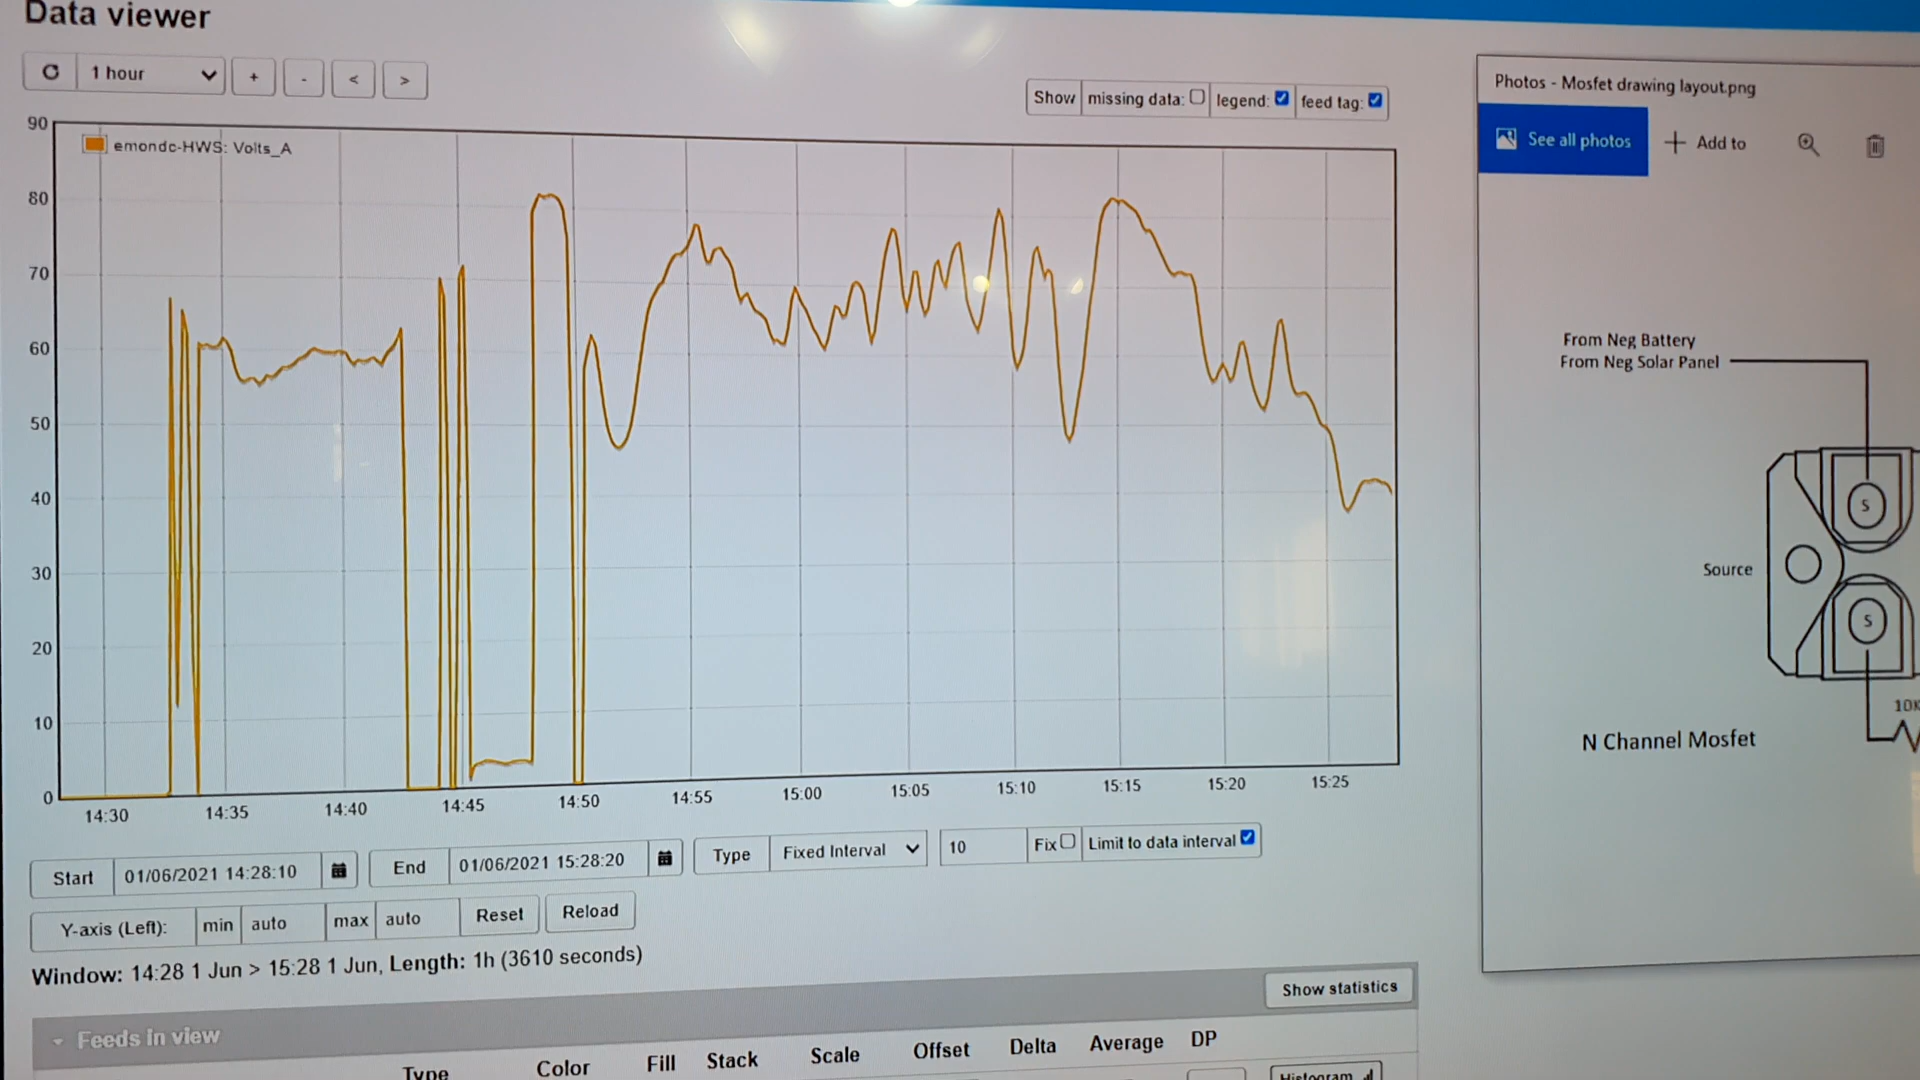 Data viewer
1 hour
+
-
<
>
Show missing data: legend: feed tag:
emondc-HWS: Volts_A
90
80
70
60
50
40
30
20
10
0
14:30
14:35
14:40
14:45
14:50
14:55
15:00
15:05
15:10
15:15
15:20
15:25
Start 01/06/2021 14:28:10
End 01/06/2021 15:28:20
Type Fixed Interval
10 Fix Limit to data interval
Y-axis (Left): min auto max auto Reset Reload
Window: 14:28 1 Jun > 15:28 1 Jun, Length: 1h (3610 seconds)
Show statistics
Feeds in view
Type Color Fill Stack Scale Offset Delta Average DP
Histogram
Photos - Mosfet drawing layout.png
See all photos
+ Add to
From Neg Battery
From Neg Solar Panel
S
Source
S
10K
N Channel Mosfet